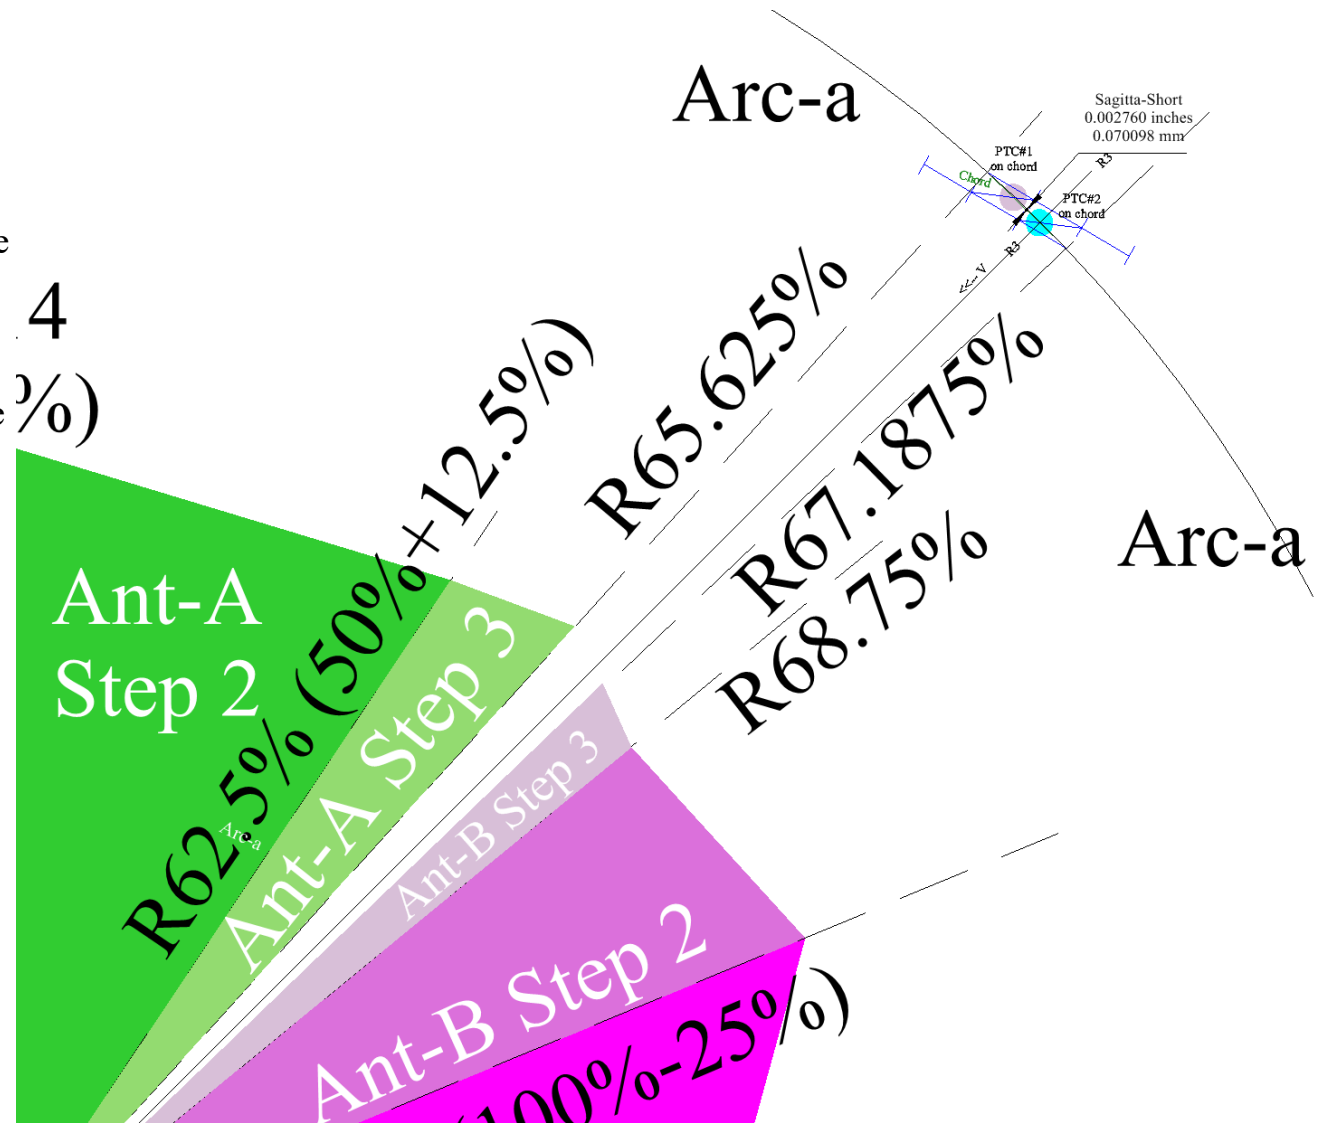 Arc-a
Sagitta-Short
0.002760 inches
0.070098 mm
PTC#1
on chord
R3
Chord
PTC#2
on chord
R3
<<-- V
e
4
%)
e
R62.5% (50%+12.5%)
R65.625%
R67.1875%
R68.75%
Arc-a
Ant-A
Step 2
Ant-A Step 3
Arc-a
Ant-B Step 3
Ant-B Step 2
(100%-25%)